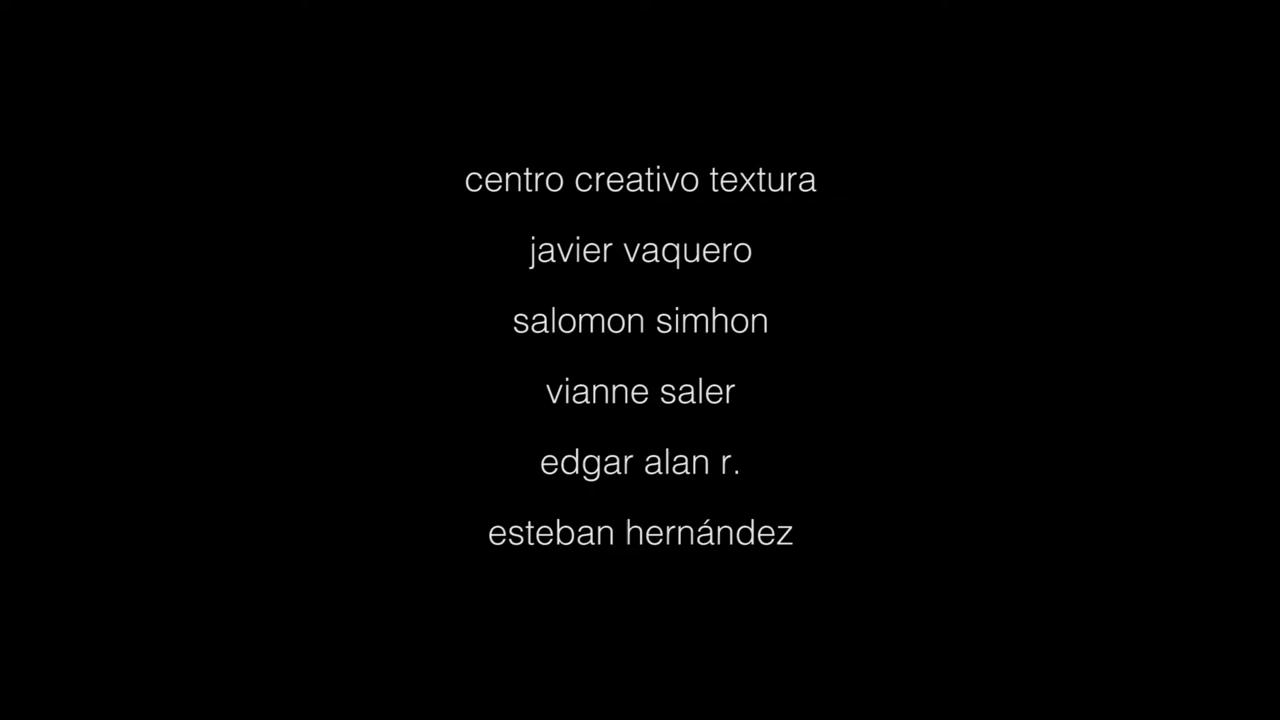 centro creativo textura
javier vaquero
salomon simhon
vianne saler
edgar alan r.
esteban hernández